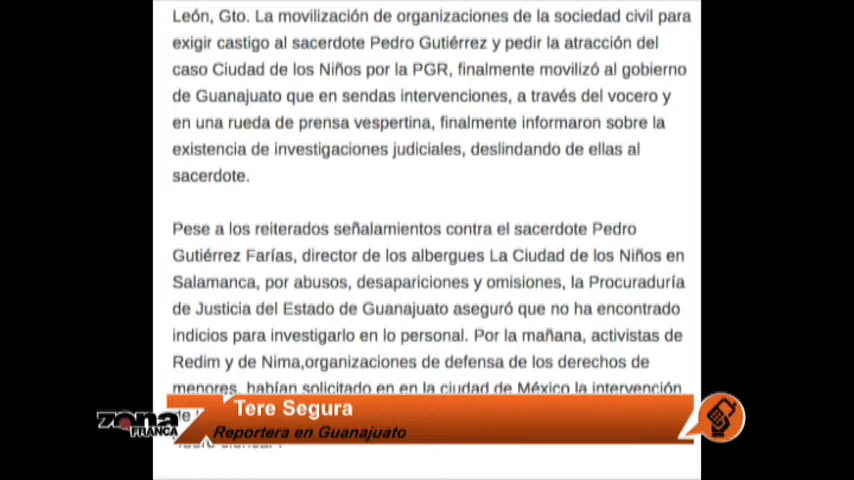 León, Gto. La movilización de organizaciones de la sociedad civil para
exigir castigo al sacerdote Pedro Gutiérrez y pedir la atracción del
caso Ciudad de los Niños por la PGR, finalmente movilizó al gobierno
de Guanajuato que en sendas intervenciones, a través del vocero y
en una rueda de prensa vespertina, finalmente informaron sobre la
existencia de investigaciones judiciales, deslindando de ellas al
sacerdote.
Pese a los reiterados señalamientos contra el sacerdote Pedro
Gutiérrez Farías, director de los albergues La Ciudad de los Niños en
Salamanca, por abusos, desapariciones y omisiones, la Procuraduría
de Justicia del Estado de Guanajuato aseguró que no ha encontrado
indicios para investigarlo en lo personal. Por la mañana, activistas de
Redim y de Nima,organizaciones de defensa de los derechos de
menores, habían solicitado en en la ciudad de México la intervención
de
Tere Segura
Reportera en Guanajuato
zona
FRANCA